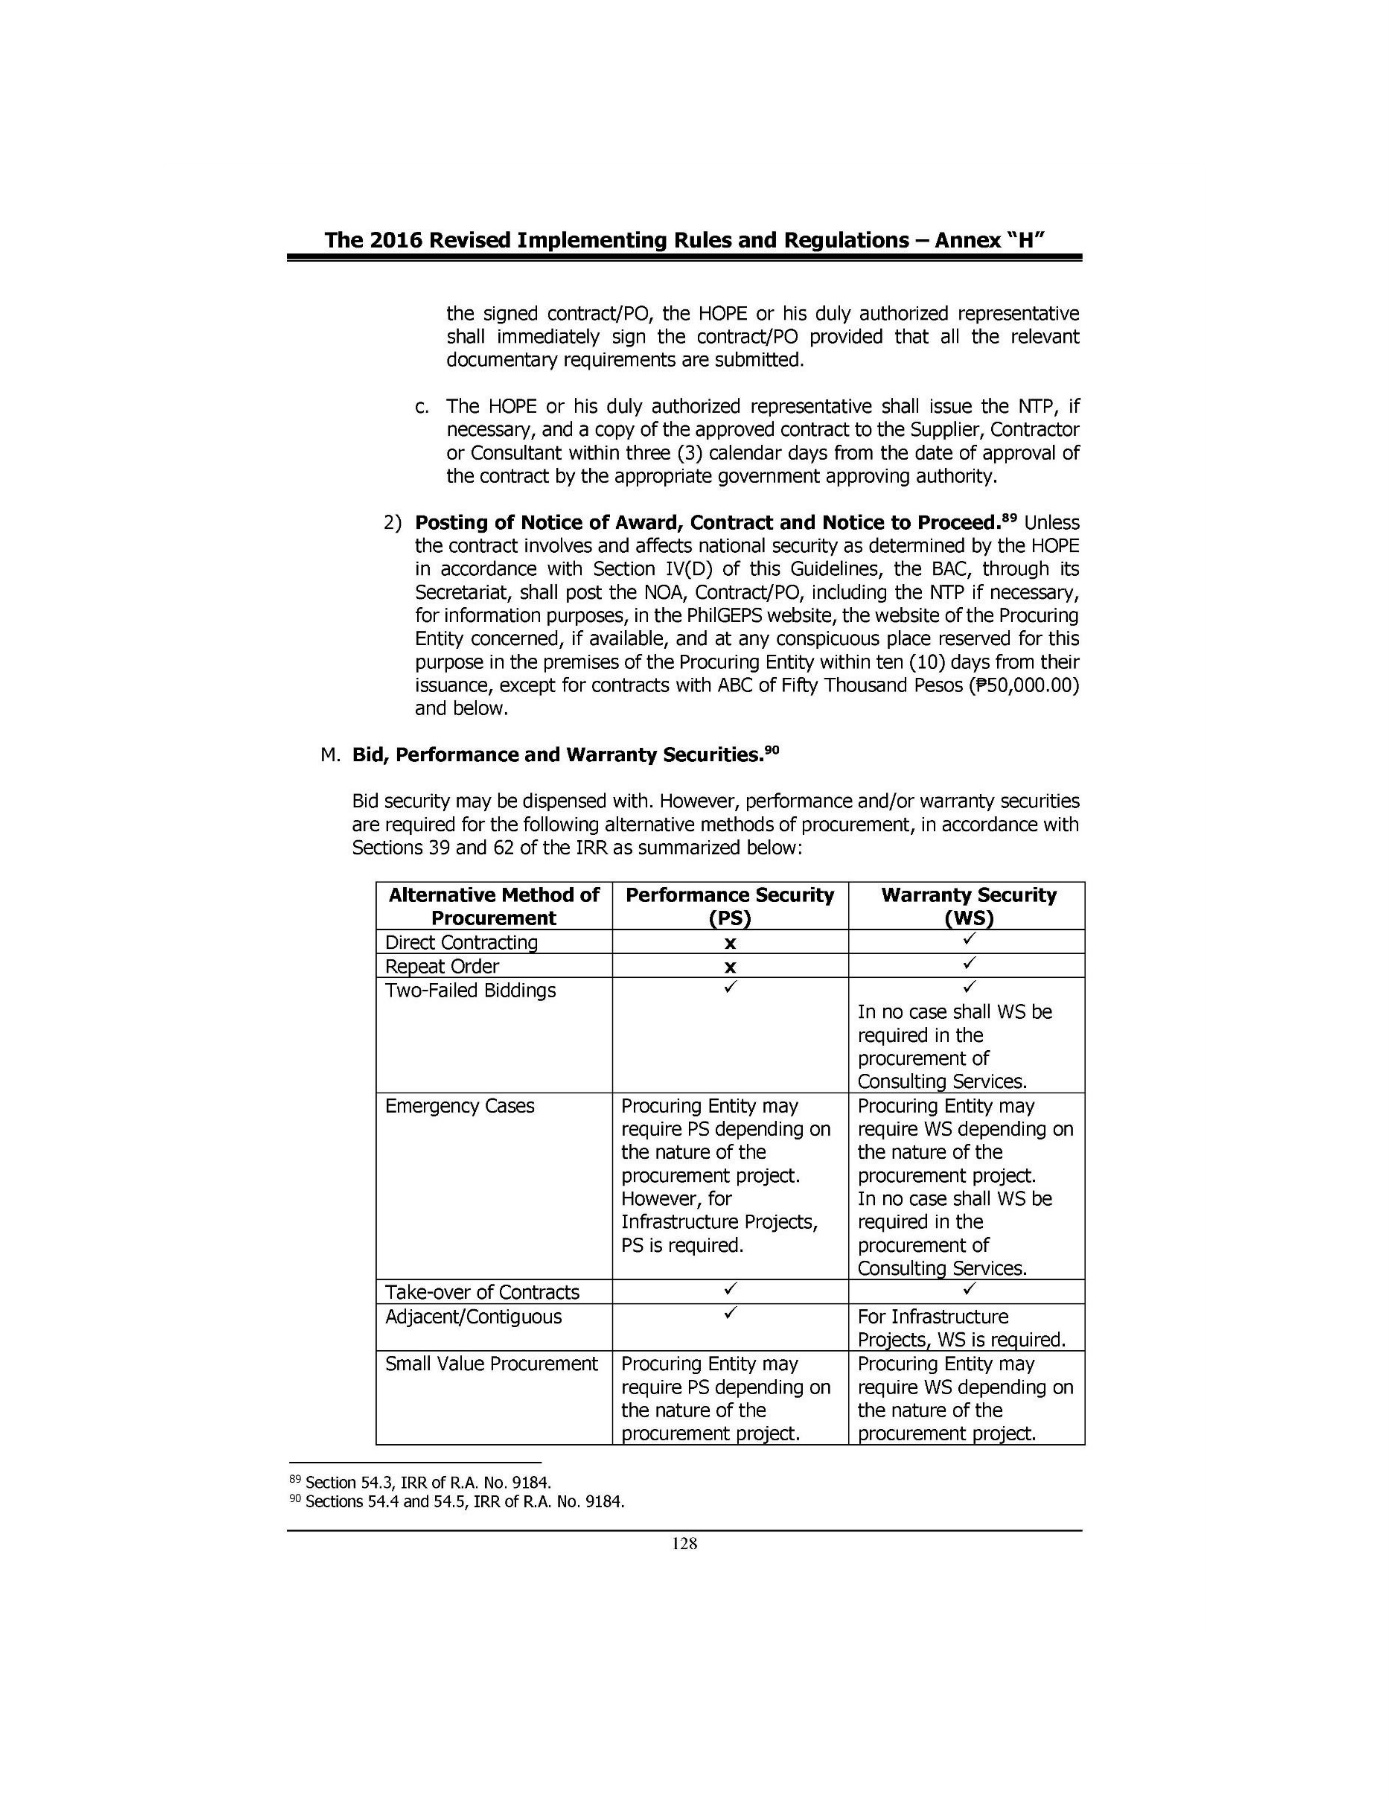 The 2016 Revised Implementing Rules and Regulations – Annex “H”
the signed contract/PO, the HOPE or his duly authorized representative
shall immediately sign the contract/PO provided that all the relevant
documentary requirements are submitted.
c. The HOPE or his duly authorized representative shall issue the NTP, if
necessary, and a copy of the approved contract to the Supplier, Contractor
or Consultant within three (3) calendar days from the date of approval of
the contract by the appropriate government approving authority.
2) Posting of Notice of Award, Contract and Notice to Proceed.⁸⁹ Unless
the contract involves and affects national security as determined by the HOPE
in accordance with Section IV(D) of this Guidelines, the BAC, through its
Secretariat, shall post the NOA, Contract/PO, including the NTP if necessary,
for information purposes, in the PhilGEPS website, the website of the Procuring
Entity concerned, if available, and at any conspicuous place reserved for this
purpose in the premises of the Procuring Entity within ten (10) days from their
issuance, except for contracts with ABC of Fifty Thousand Pesos (₱50,000.00)
and below.
M. Bid, Performance and Warranty Securities.⁹⁰
Bid security may be dispensed with. However, performance and/or warranty securities
are required for the following alternative methods of procurement, in accordance with
Sections 39 and 62 of the IRR as summarized below:
Alternative Method of Procurement
Performance Security (PS)
Warranty Security (WS)
Direct Contracting x ✓
Repeat Order x ✓
Two-Failed Biddings ✓ ✓
In no case shall WS be
required in the
procurement of
Consulting Services.
Emergency Cases
Procuring Entity may
require PS depending on
the nature of the
procurement project.
However, for
Infrastructure Projects,
PS is required.
Procuring Entity may
require WS depending on
the nature of the
procurement project.
In no case shall WS be
required in the
procurement of
Consulting Services.
Take-over of Contracts ✓ ✓
Adjacent/Contiguous ✓
For Infrastructure
Projects, WS is required.
Small Value Procurement
Procuring Entity may
require PS depending on
the nature of the
procurement project.
Procuring Entity may
require WS depending on
the nature of the
procurement project.
⁸⁹ Section 54.3, IRR of R.A. No. 9184.
⁹⁰ Sections 54.4 and 54.5, IRR of R.A. No. 9184.
128